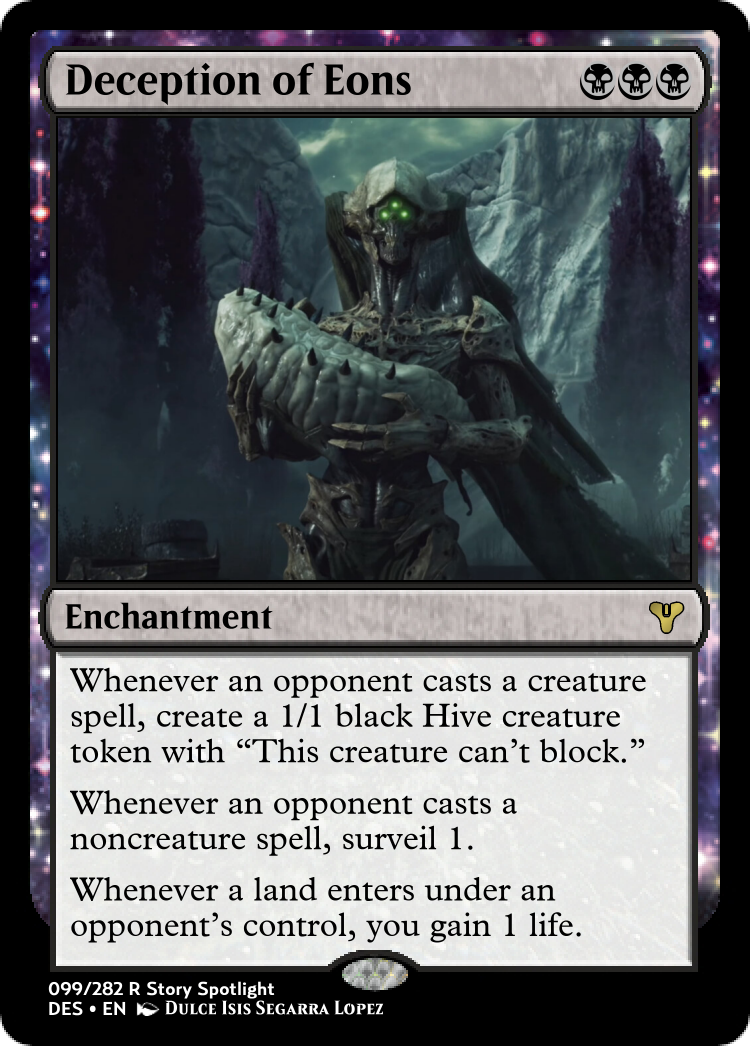 Deception of Eons
Enchantment
Whenever an opponent casts a creature
spell, create a 1/1 black Hive creature
token with “This creature can’t block.”
Whenever an opponent casts a
noncreature spell, surveil 1.
Whenever a land enters under an
opponent’s control, you gain 1 life.
099/282 R Story Spotlight
DES • EN Dulce Isis Segarra Lopez